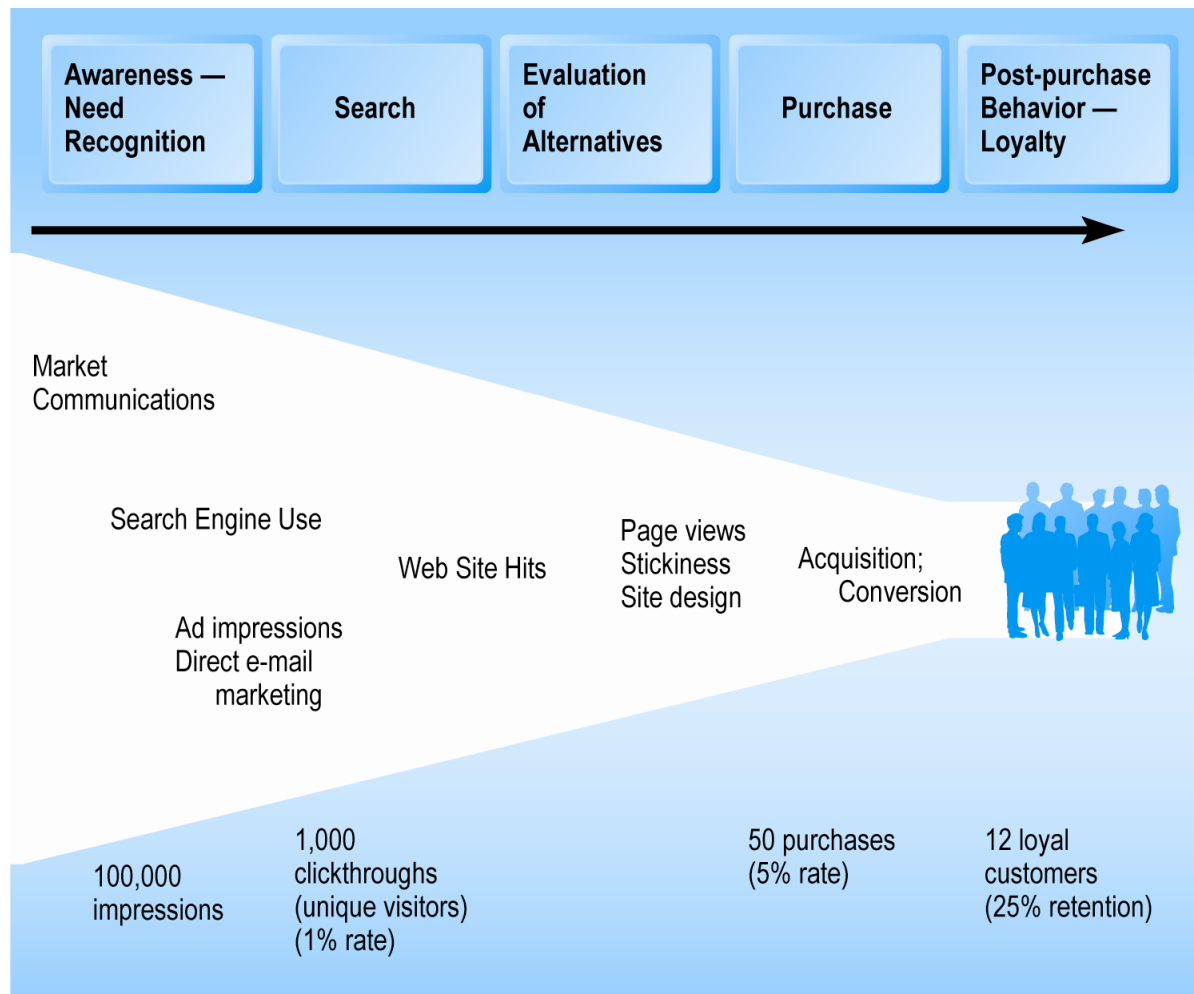 Awareness —
Need
Recognition
Search
Evaluation
of
Alternatives
Purchase
Post-purchase
Behavior —
Loyalty
Market
Communications
Search Engine Use
Ad impressions
Direct e-mail
marketing
Web Site Hits
Page views
Stickiness
Site design
Acquisition;
Conversion
100,000
impressions
1,000
clickthroughs
(unique visitors)
(1% rate)
50 purchases
(5% rate)
12 loyal
customers
(25% retention)